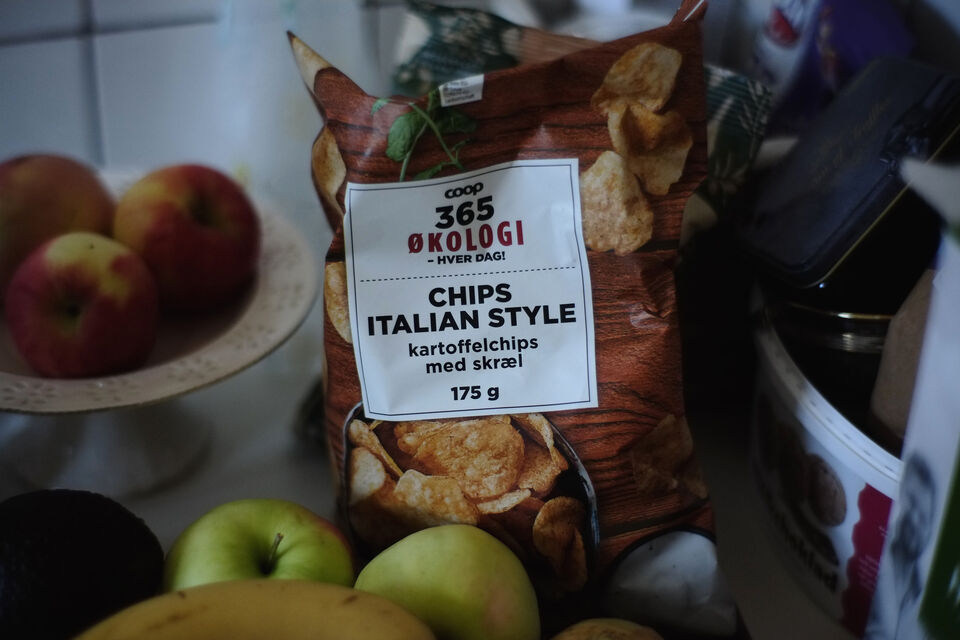 coop
365
ØKOLOGI
- HVER DAG!
CHIPS
ITALIAN STYLE
kartoffelchips
med skræl
175 g